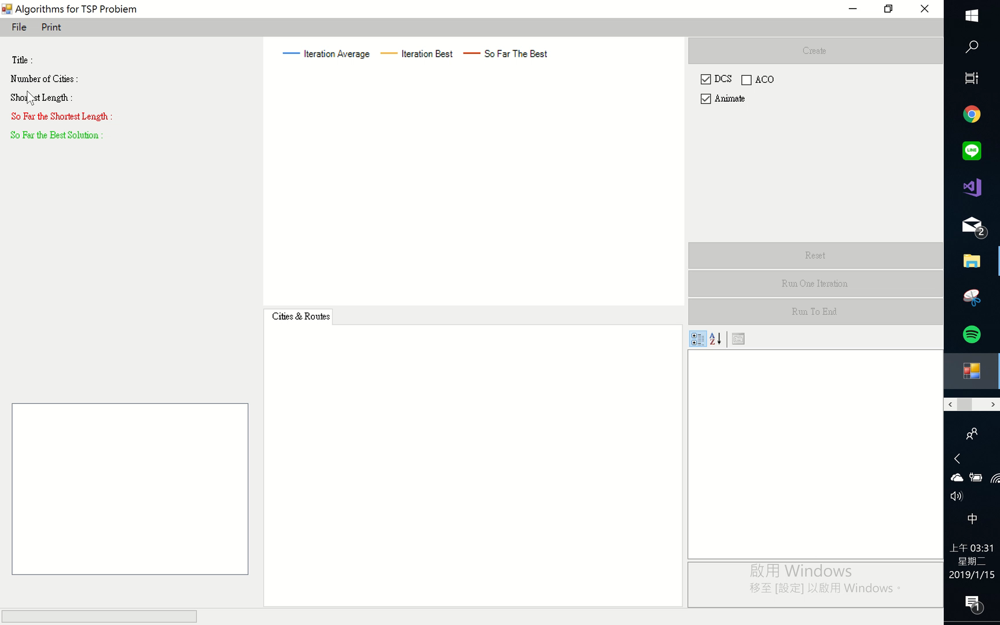 Algorithms for TSP Probiem
File Print
Title :
Number of Cities :
Shortest Length :
So Far the Shortest Length :
So Far the Best Solution :
Iteration Average Iteration Best So Far The Best
Cities & Routes
Create
DCS ACO
Animate
Reset
Run One Iteration
Run To End
A
Z
啟用 Windows
移至 [設定] 以啟用 Windows。
LINE
2
中
上午 03:31
星期二
2019/1/15
1